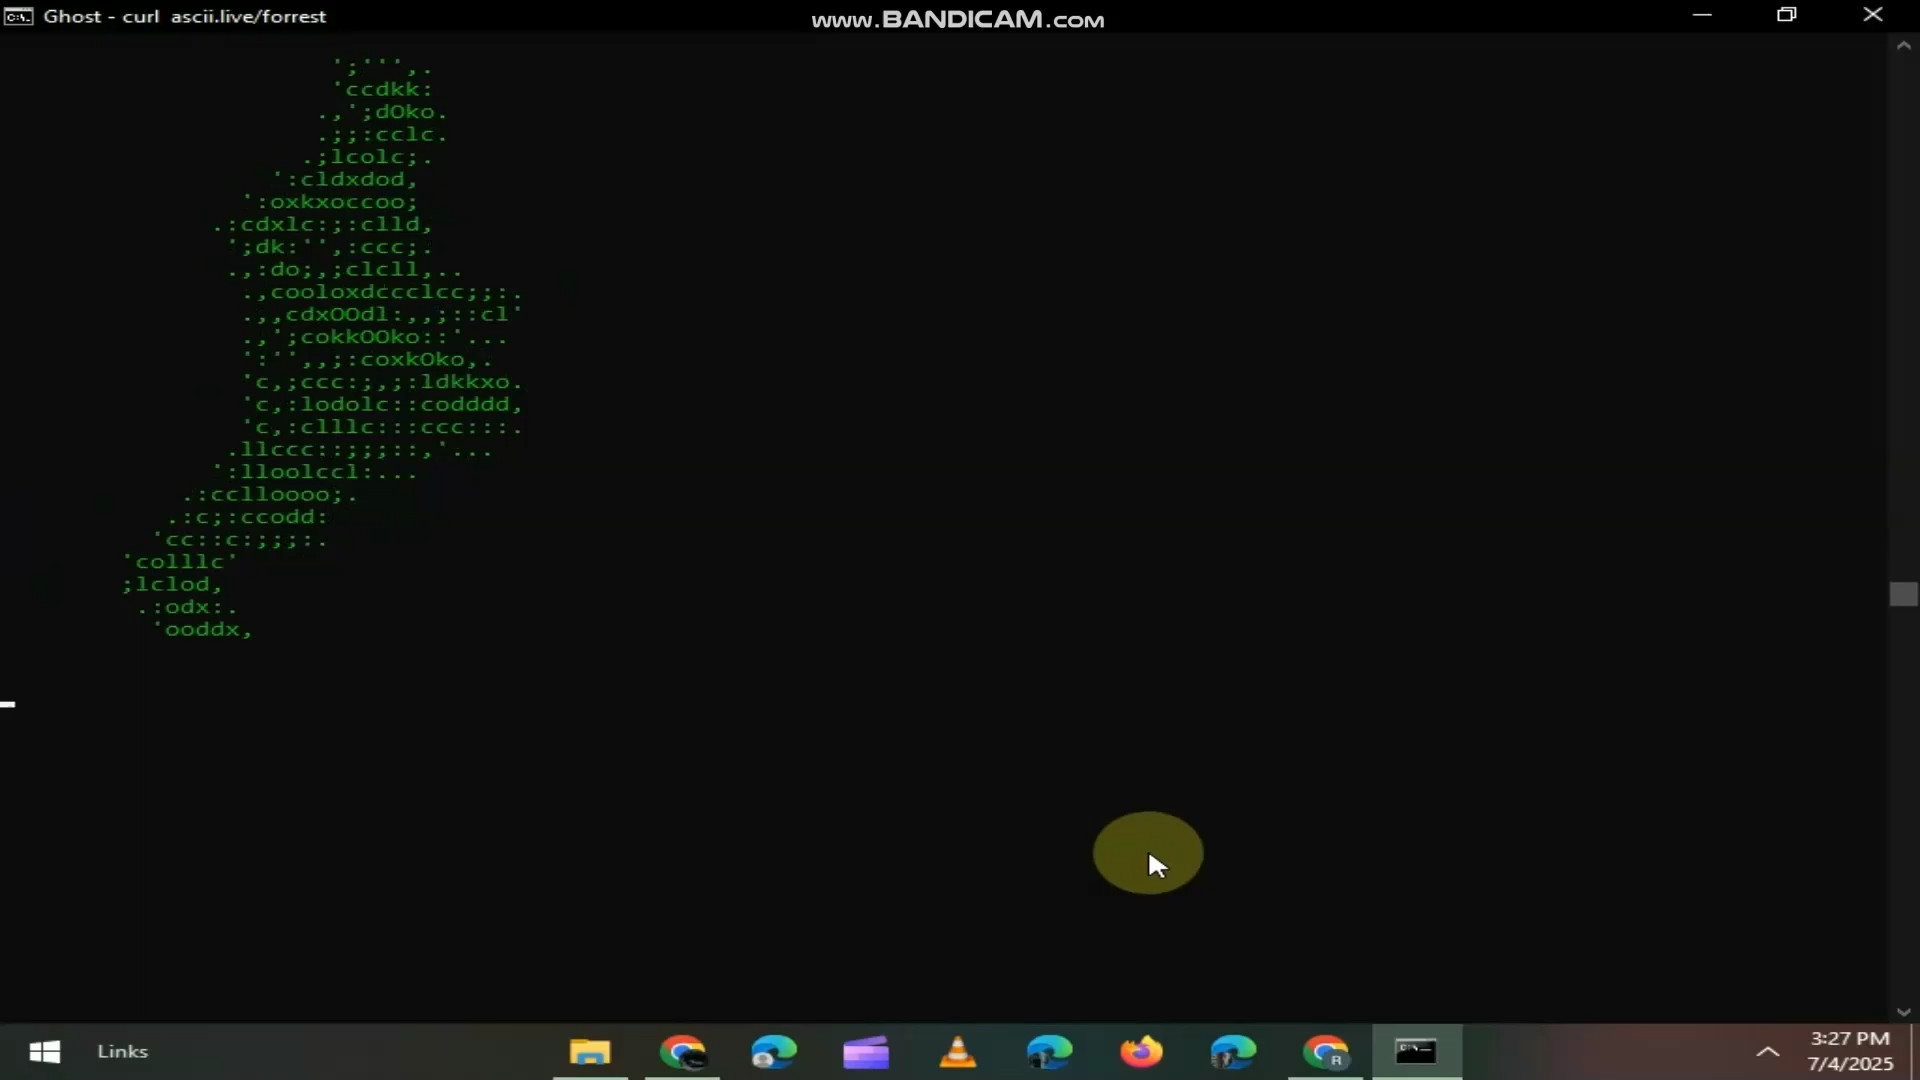 Ghost - curl  ascii.live/forrest
www.BANDICAM.com
';''',.
'ccdkk:
.,';dOko.
.;;:cclc.
.;lcolc;.
':cldxdod,
':oxkxoccoo;
.:cdxlc:;:clld,
';dk:'',:ccc;.
.,:do;,;clcll,..
.,cooloxdccclcc;;:.
.,,cdxOOdl:,,;::cl'
.,';cokkOOko::'...
':'',,;:coxkOko,.
'c,;ccc:;,;:ldkkxo.
'c,:lodolc::codddd,
'c,:clllc:::ccc:::.
.llccc::;;;::,'...
':lloolccl:...
.:cclloooo;.
.:c;:ccodd:
'cc::c:;;;:.
'colllc'
;lclod,
.:odx:.
'ooddx,
Links
R
3:27 PM
7/4/2025